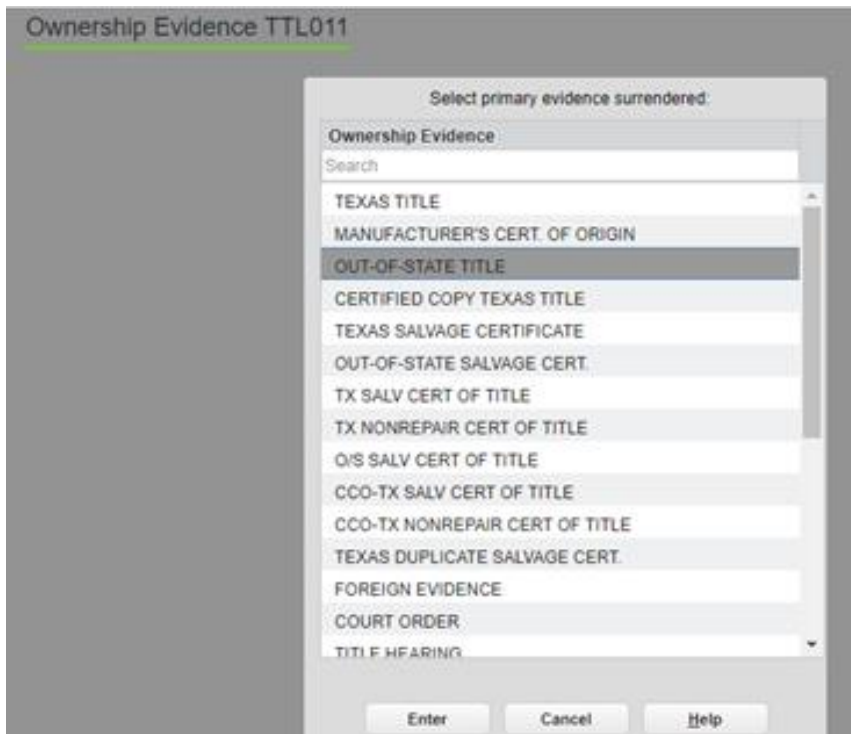 Ownership Evidence TTL011
Select primary evidence surrendered:
Ownership Evidence
Search
TEXAS TITLE
MANUFACTURER'S CERT. OF ORIGIN
OUT-OF-STATE TITLE
CERTIFIED COPY TEXAS TITLE
TEXAS SALVAGE CERTIFICATE
OUT-OF-STATE SALVAGE CERT.
TX SALV CERT OF TITLE
TX NONREPAIR CERT OF TITLE
O/S SALV CERT OF TITLE
CCO-TX SALV CERT OF TITLE
CCO-TX NONREPAIR CERT OF TITLE
TEXAS DUPLICATE SALVAGE CERT.
FOREIGN EVIDENCE
COURT ORDER
TITLE HEARING
Enter Cancel Help